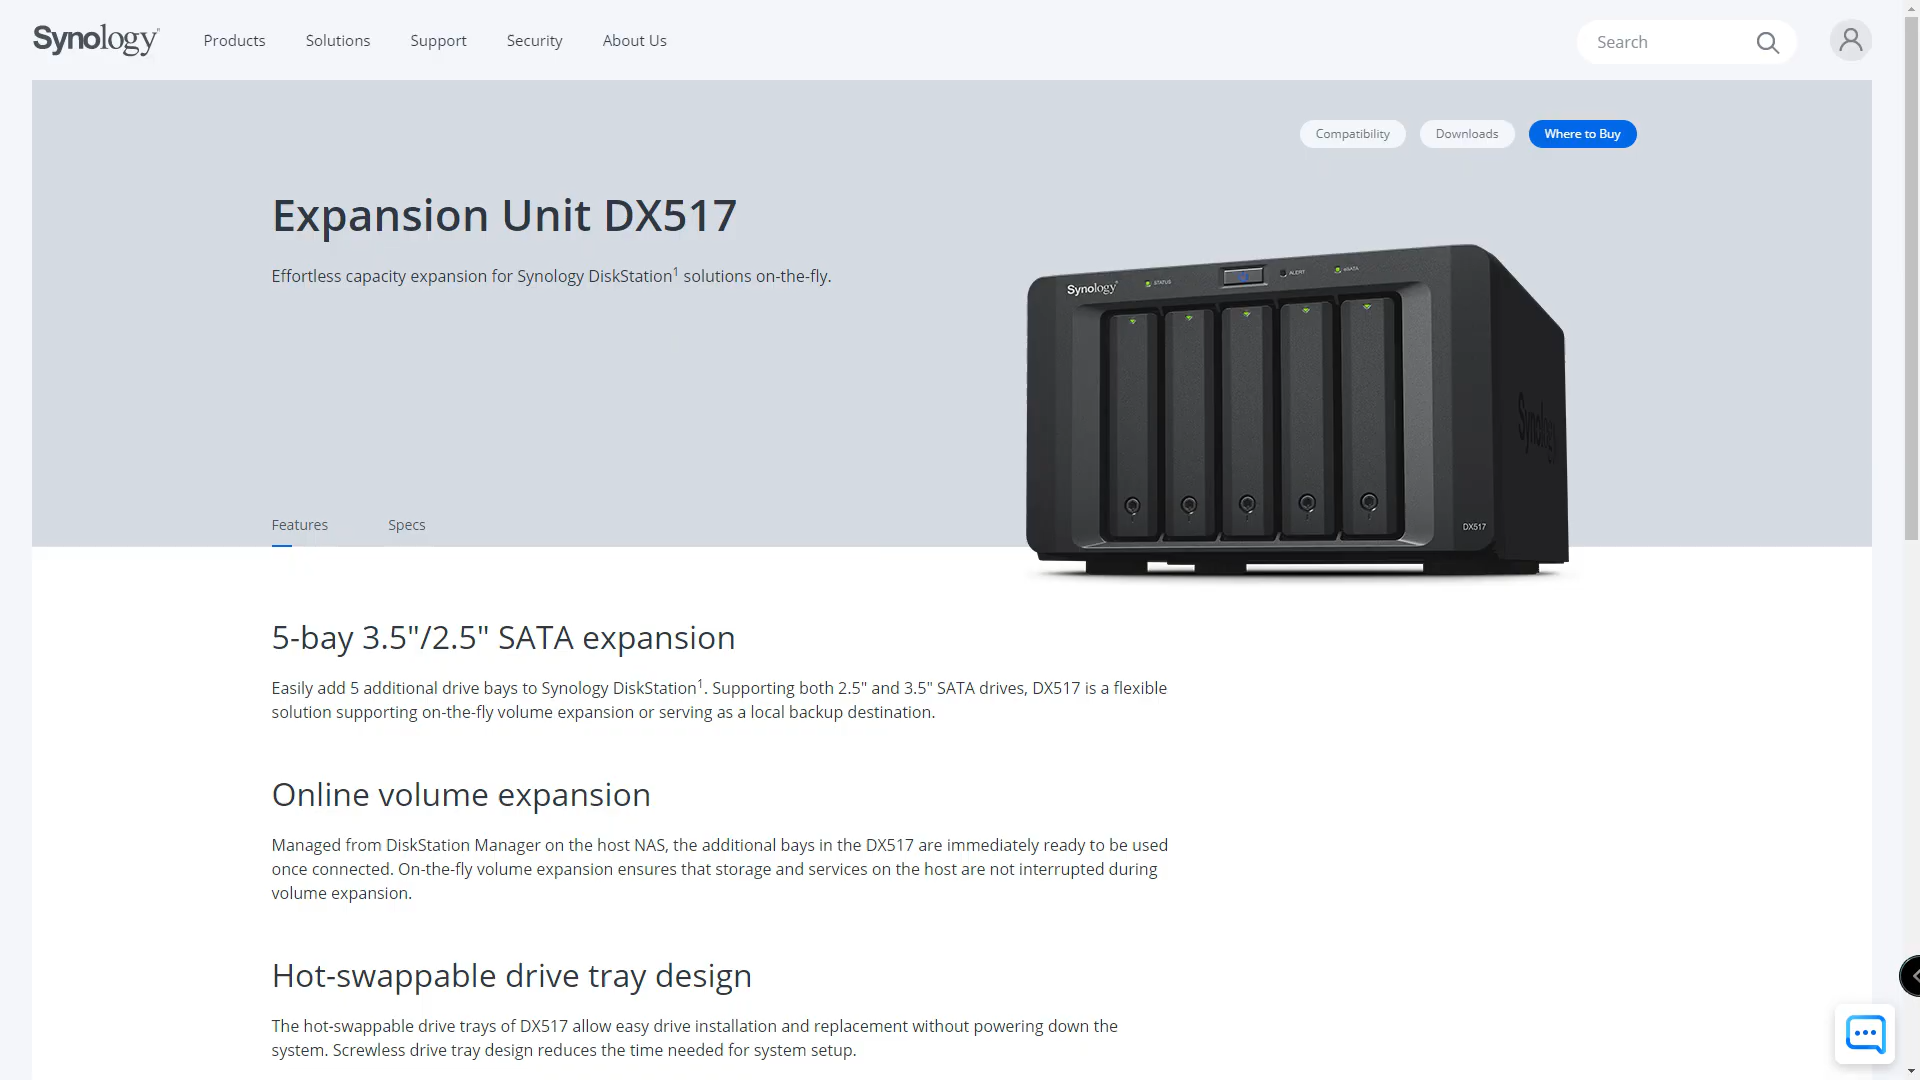 Synology
Products
Solutions
Support
Security
About Us
Search
Compatibility
Downloads
Where to Buy
Expansion Unit DX517
Effortless capacity expansion for Synology DiskStation1 solutions on-the-fly.
Synology
STATUS
ALERT
eSATA
Synology
DX517
Features
Specs
5-bay 3.5"/2.5" SATA expansion
Easily add 5 additional drive bays to Synology DiskStation1. Supporting both 2.5" and 3.5" SATA drives, DX517 is a flexible
solution supporting on-the-fly volume expansion or serving as a local backup destination.
Online volume expansion
Managed from DiskStation Manager on the host NAS, the additional bays in the DX517 are immediately ready to be used
once connected. On-the-fly volume expansion ensures that storage and services on the host are not interrupted during
volume expansion.
Hot-swappable drive tray design
The hot-swappable drive trays of DX517 allow easy drive installation and replacement without powering down the
system. Screwless drive tray design reduces the time needed for system setup.